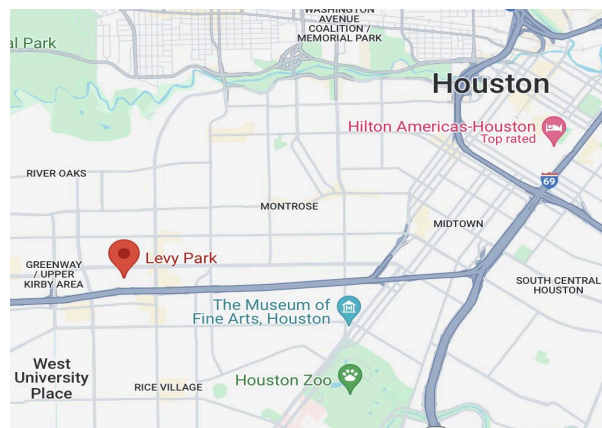 WASHINGTON
AVENUE
COALITION /
MEMORIAL PARK
al Park
Houston
Hilton Americas-Houston
Top rated
69
RIVER OAKS
MONTROSE
MIDTOWN
Levy Park
GREENWAY
/ UPPER
KIRBY AREA
SOUTH CENTRAL
HOUSTON
The Museum of
Fine Arts, Houston
West
University
Place
RICE VILLAGE
Houston Zoo